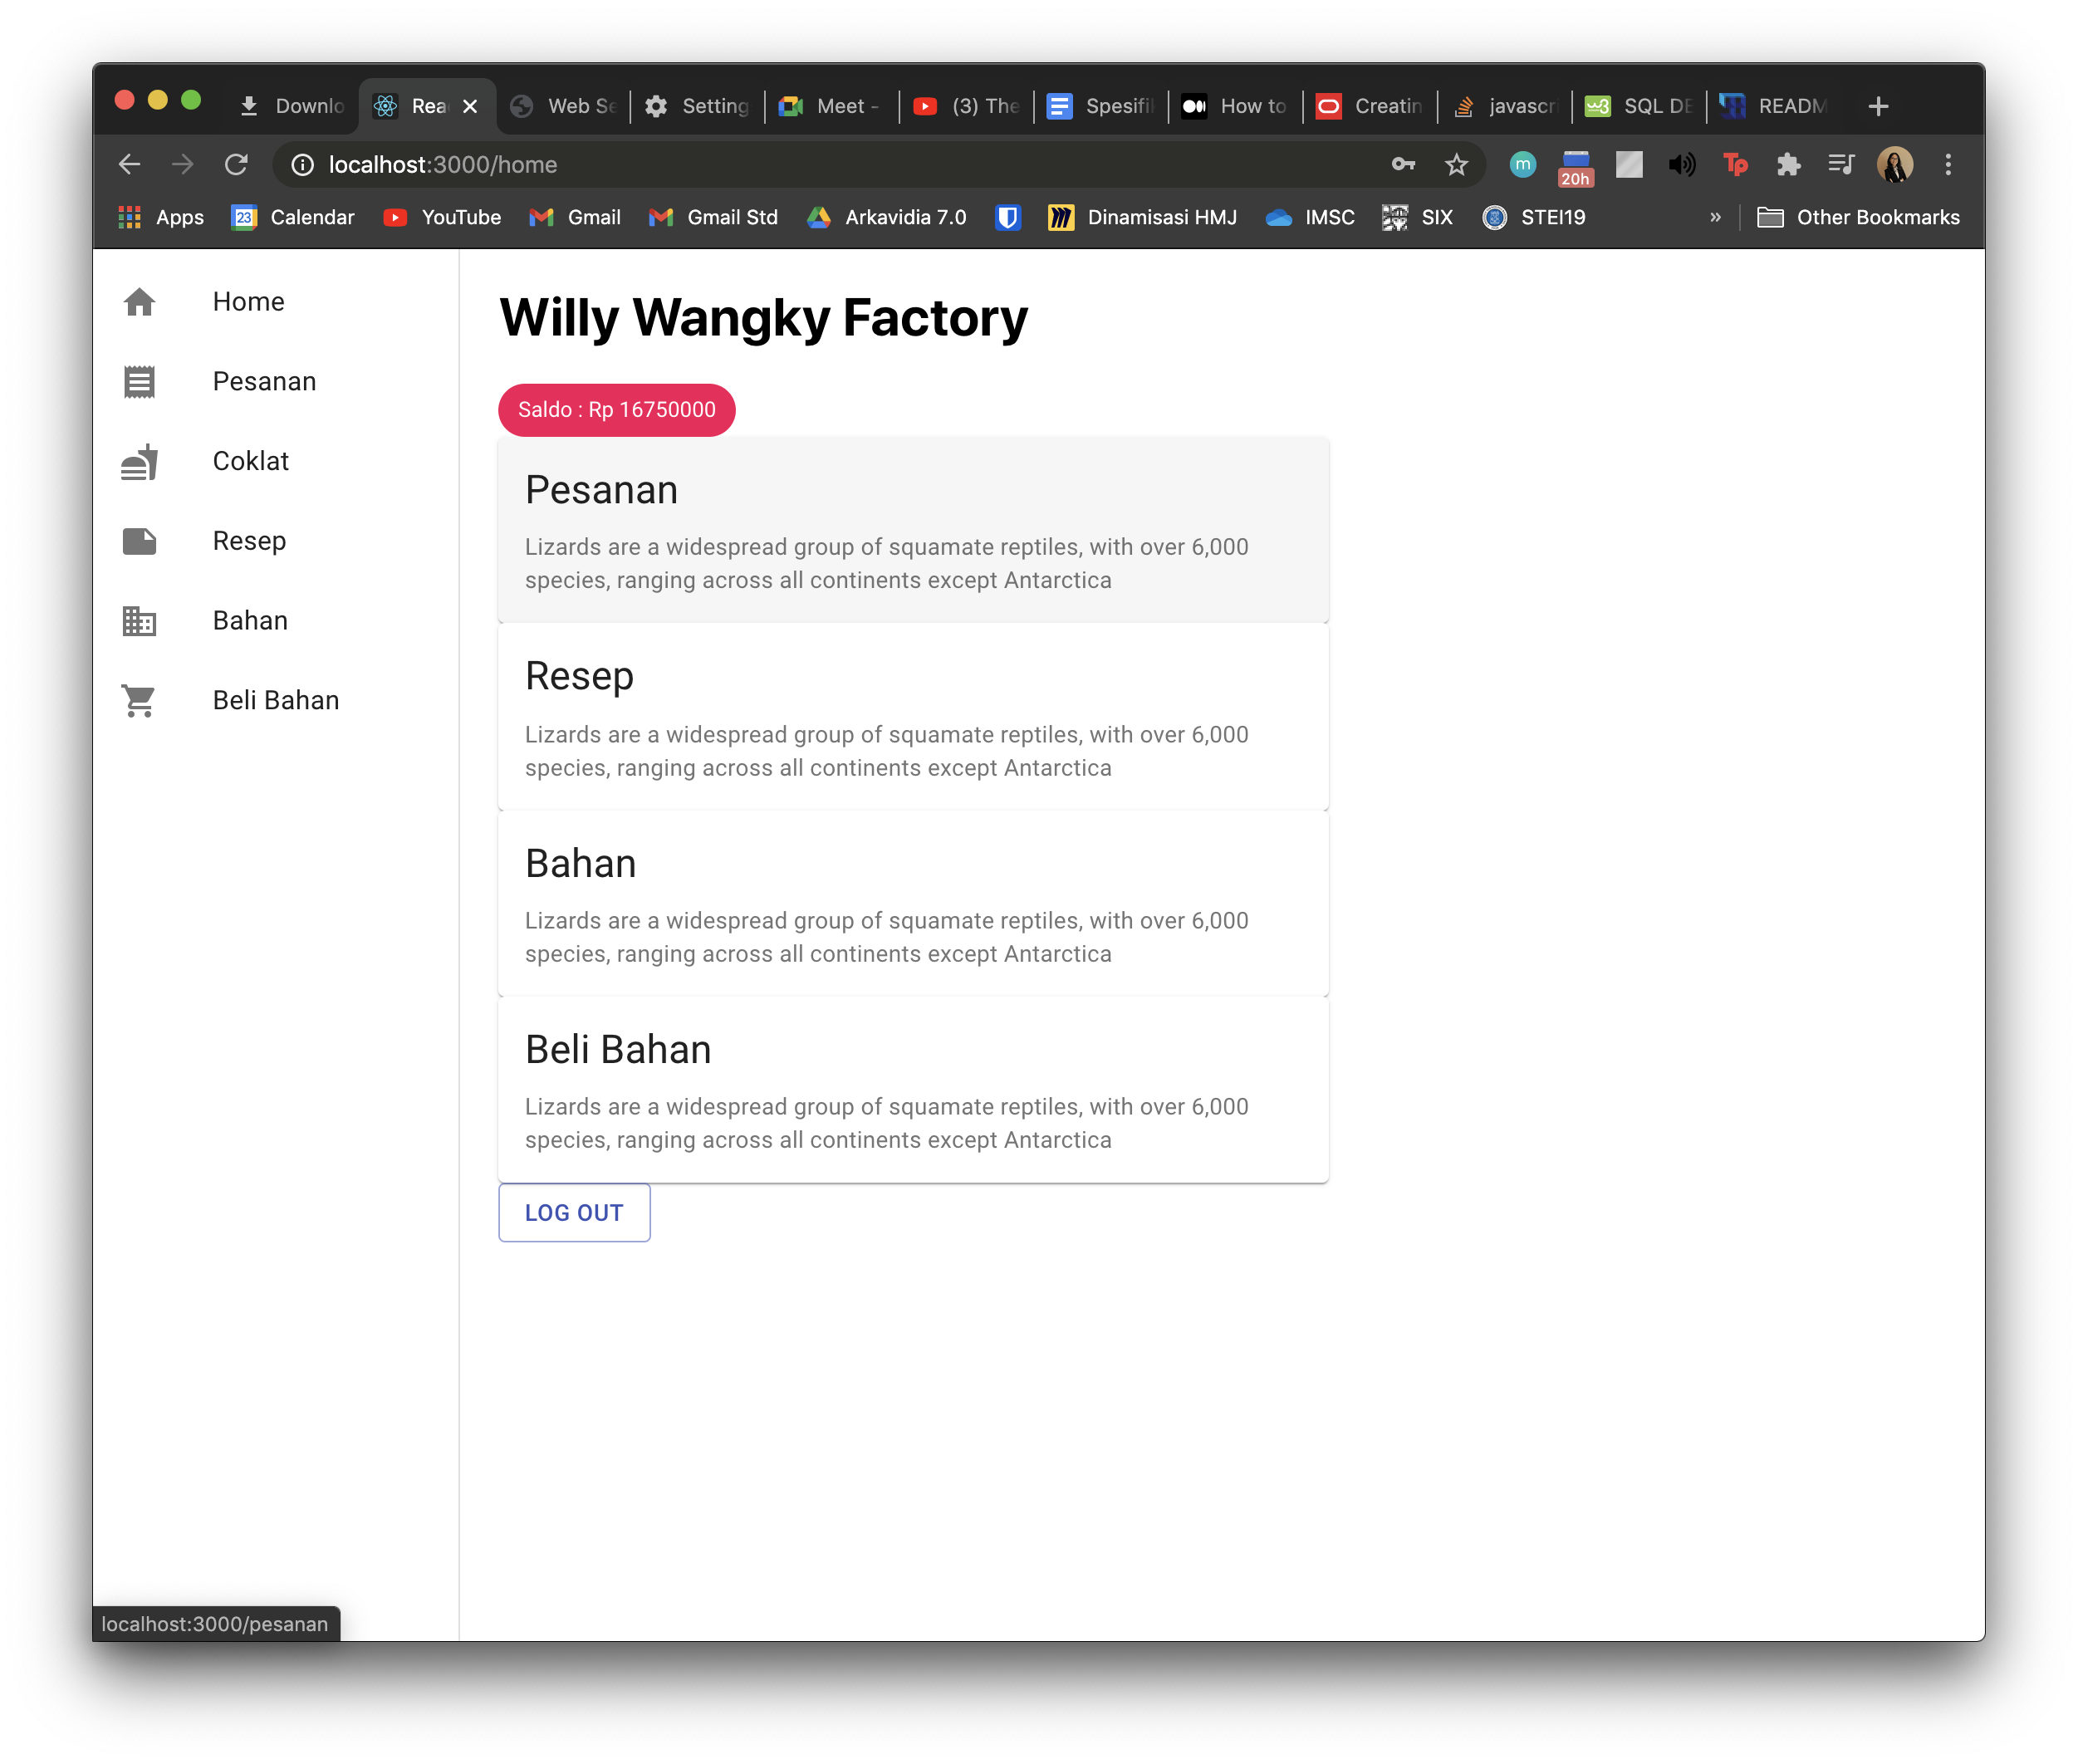 Downlo
Rea
Web Se
Setting
Meet -
(3) The
Spesifi
How to
Creatin
javascri
SQL DE
READM
localhost:3000/home
m
20h
Tp
Apps
23
Calendar
YouTube
Gmail
Gmail Std
Arkavidia 7.0
Dinamisasi HMJ
IMSC
SIX
STEI19
»
Other Bookmarks
Home
Pesanan
Coklat
Resep
Bahan
Beli Bahan
Willy Wangky Factory
Saldo : Rp 16750000
Pesanan
Lizards are a widespread group of squamate reptiles, with over 6,000
species, ranging across all continents except Antarctica
Resep
Lizards are a widespread group of squamate reptiles, with over 6,000
species, ranging across all continents except Antarctica
Bahan
Lizards are a widespread group of squamate reptiles, with over 6,000
species, ranging across all continents except Antarctica
Beli Bahan
Lizards are a widespread group of squamate reptiles, with over 6,000
species, ranging across all continents except Antarctica
LOG OUT
localhost:3000/pesanan